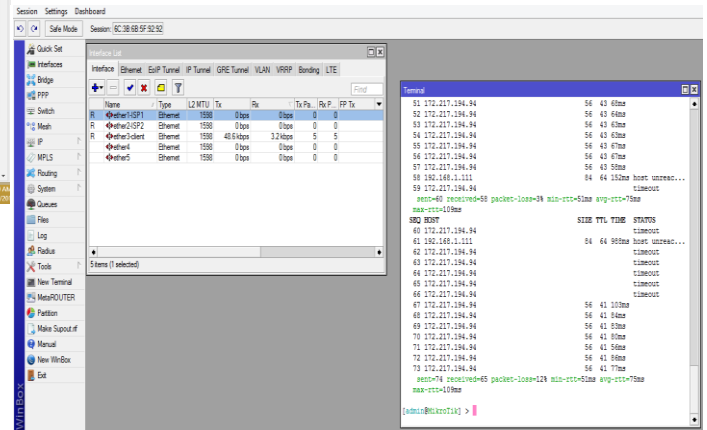 Session Settings Dashboard
Safe Mode Session: 6C:3B:6B:5F:92:92
Quick Set
Interfaces
Bridge
PPP
Switch
Mesh
IP
MPLS
Routing
System
Queues
Files
Log
Radius
Tools
New Terminal
MetaROUTER
Partition
Make Supout.rif
Manual
New WinBox
Exit
WinBox
Interface List
Interface Ethernet EoIP Tunnel IP Tunnel GRE Tunnel VLAN VRRP Bonding LTE
Find
Name Type L2 MTU Tx Rx Tx Pa... Rx P... FP Tx
R ether1-ISP1 Ethernet 1598 0 bps 0 bps 0 0
R ether2-ISP2 Ethernet 1598 0 bps 0 bps 0 0
R ether3-client Ethernet 1598 48.6 kbps 3.2 kbps 5 5
ether4 Ethernet 1598 0 bps 0 bps 0 0
ether5 Ethernet 1598 0 bps 0 bps 0 0
5 items (1 selected)
Terminal
51 172.217.194.94 56 43 68ms
52 172.217.194.94 56 43 64ms
53 172.217.194.94 56 43 63ms
54 172.217.194.94 56 43 63ms
55 172.217.194.94 56 43 67ms
56 172.217.194.94 56 43 67ms
57 172.217.194.94 56 43 58ms
58 192.168.1.111 84 64 152ms host unreac...
59 172.217.194.94 timeout
sent=60 received=58 packet-loss=3% min-rtt=51ms avg-rtt=75ms
max-rtt=109ms
SEQ HOST SIZE TTL TIME STATUS
60 172.217.194.94 timeout
61 192.168.1.111 84 64 988ms host unreac...
62 172.217.194.94 timeout
63 172.217.194.94 timeout
64 172.217.194.94 timeout
65 172.217.194.94 timeout
66 172.217.194.94 timeout
67 172.217.194.94 56 41 103ms
68 172.217.194.94 56 41 84ms
69 172.217.194.94 56 41 83ms
70 172.217.194.94 56 41 80ms
71 172.217.194.94 56 41 56ms
72 172.217.194.94 56 41 86ms
73 172.217.194.94 56 41 77ms
sent=74 received=65 packet-loss=12% min-rtt=51ms avg-rtt=75ms
max-rtt=109ms
[admin@MikroTik] >